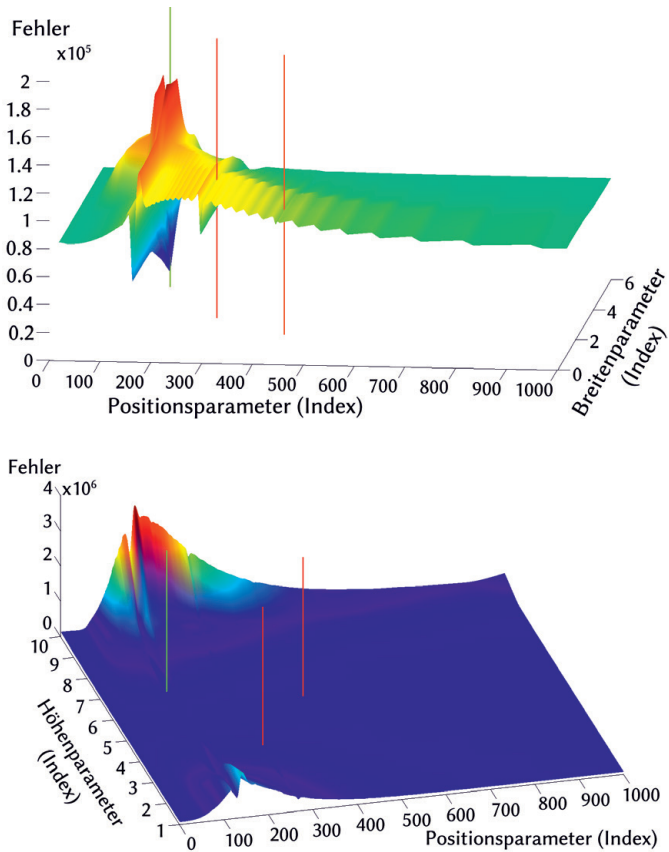 Fehler
x10⁵
2
1.8
1.6
1.4
1.2
1
0.8
0.6
0.4
0.2
0
0 100 200 300 400 500 600 700 800 900 1000
Positionsparameter (Index)
0 2 4 6
Breitenparameter
(Index)
Fehler
x10⁶
4
3
2
1
0
10
9
8
7
6
5
4
3
2
1
Höhenparameter
(Index)
0 100 200 300 400 500 600 700 800 900 1000
Positionsparameter (Index)